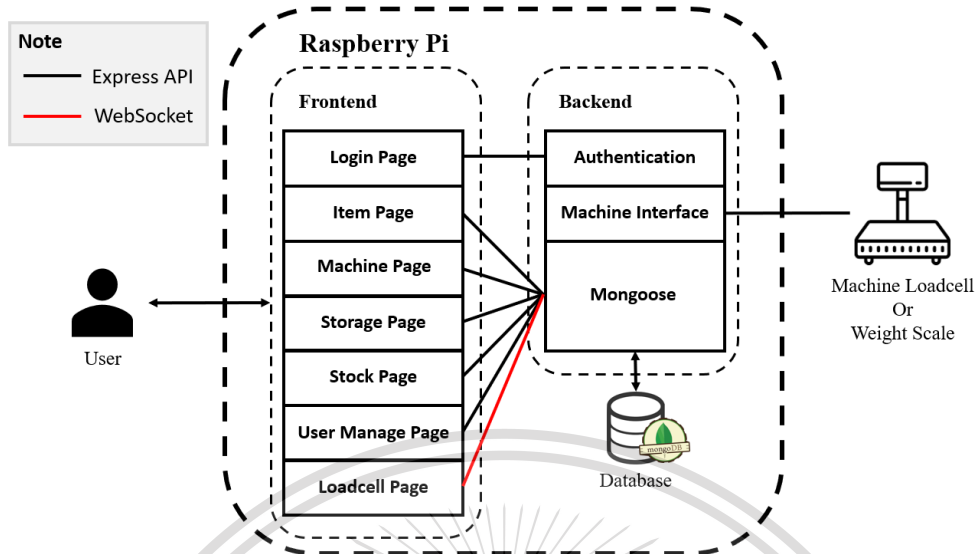 Note
Express API
WebSocket
Raspberry Pi
Frontend
Login Page
Item Page
Machine Page
Storage Page
Stock Page
User Manage Page
Loadcell Page
Backend
Authentication
Machine Interface
Mongoose
mongoDB
Database
User
Machine Loadcell
Or
Weight Scale